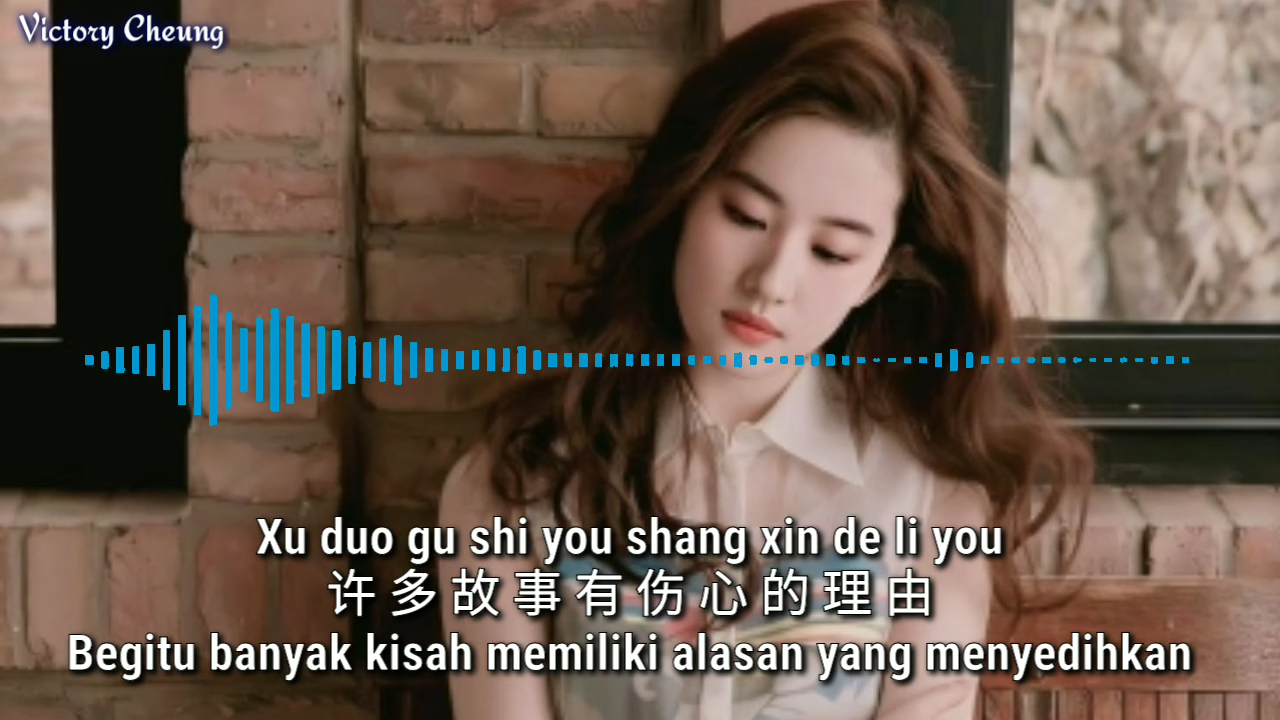 Victory Cheung
Xu duo gu shi you shang xin de li you
许多故事有伤心的理由
Begitu banyak kisah memiliki alasan yang menyedihkan